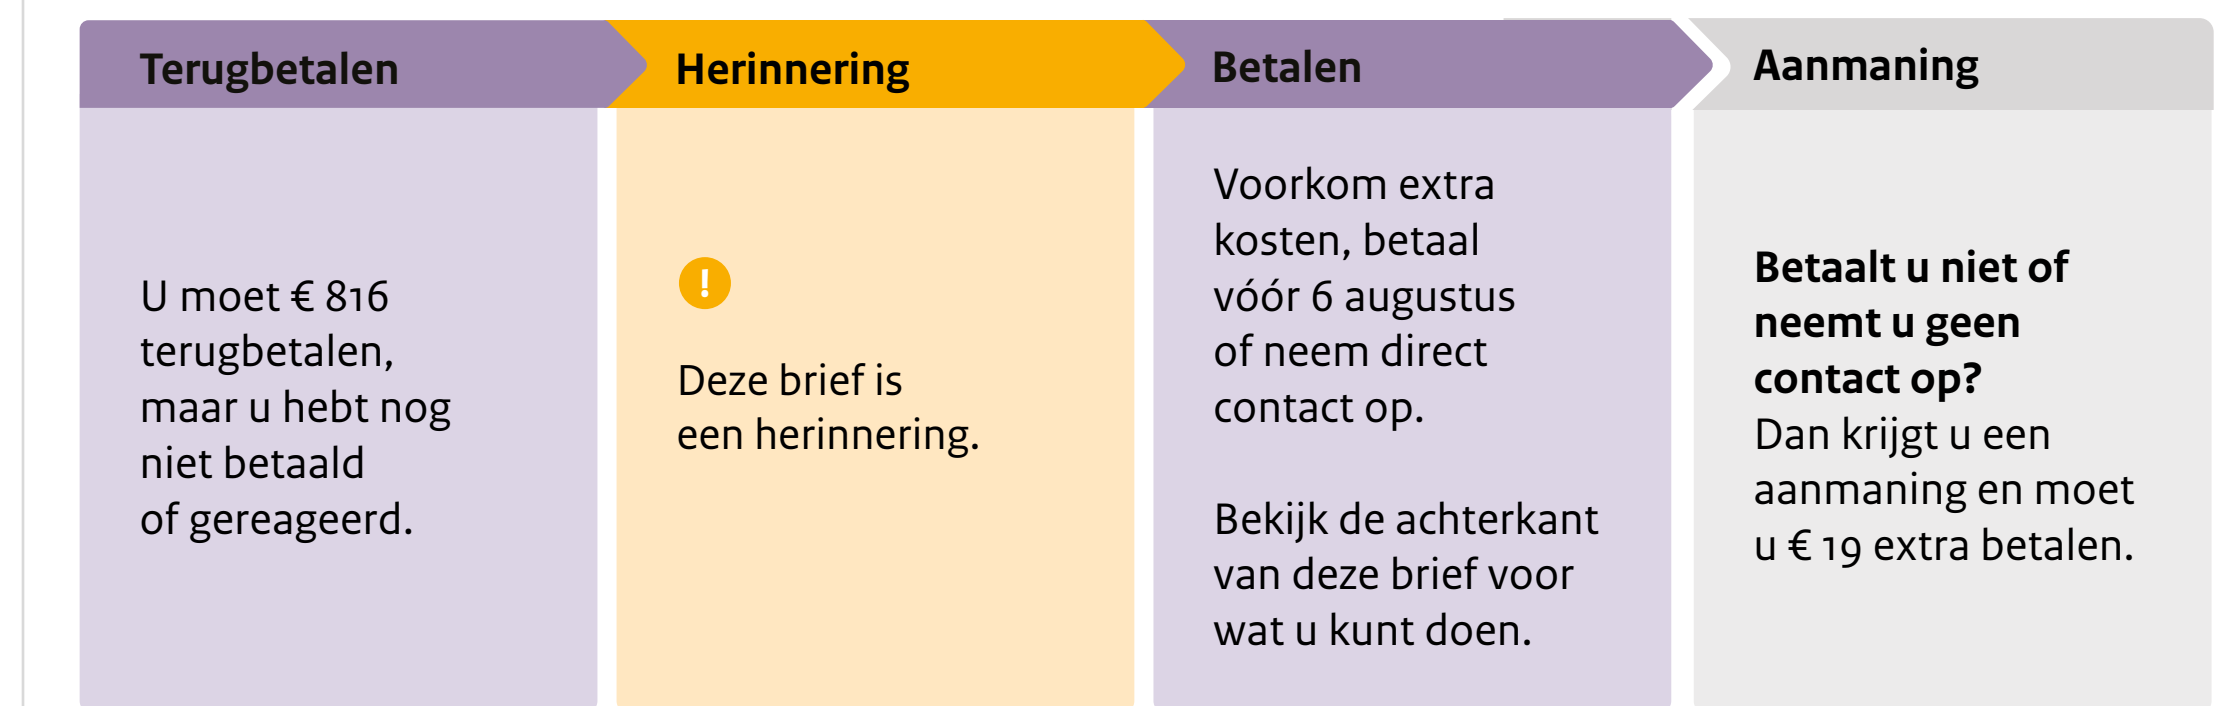 Terugbetalen
U moet € 816
terugbetalen,
maar u hebt nog
niet betaald
of gereageerd.
Herinnering
!
Deze brief is
een herinnering.
Betalen
Voorkom extra
kosten, betaal
vóór 6 augustus
of neem direct
contact op.
Bekijk de achterkant
van deze brief voor
wat u kunt doen.
Aanmaning
Betaalt u niet of
neemt u geen
contact op?
Dan krijgt u een
aanmaning en moet
u € 19 extra betalen.